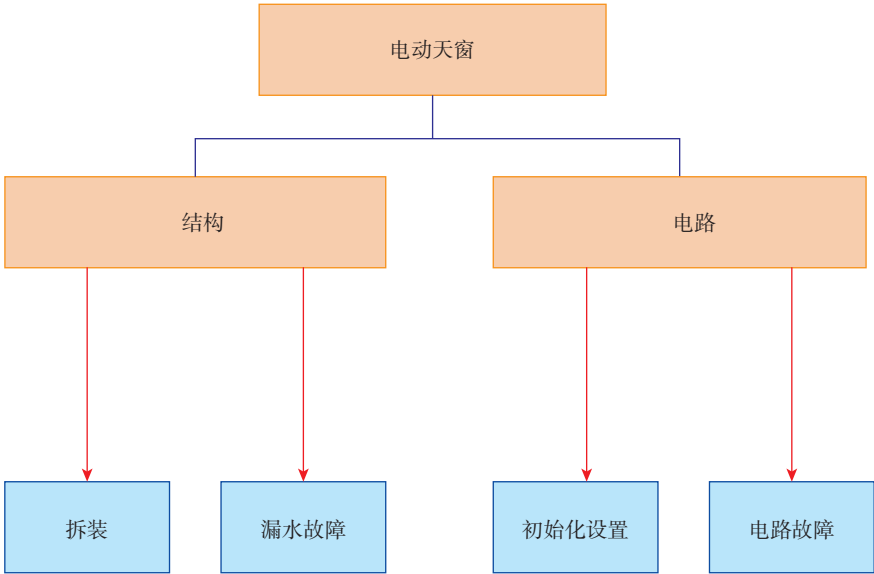 电动天窗
结构
电路
拆装
漏水故障
初始化设置
电路故障